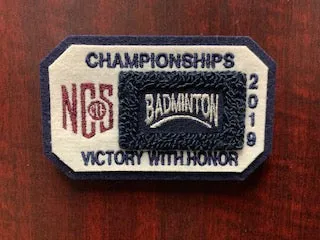 CHAMPIONSHIPS
NCS
BADMINTON
2019
VICTORY WITH HONOR